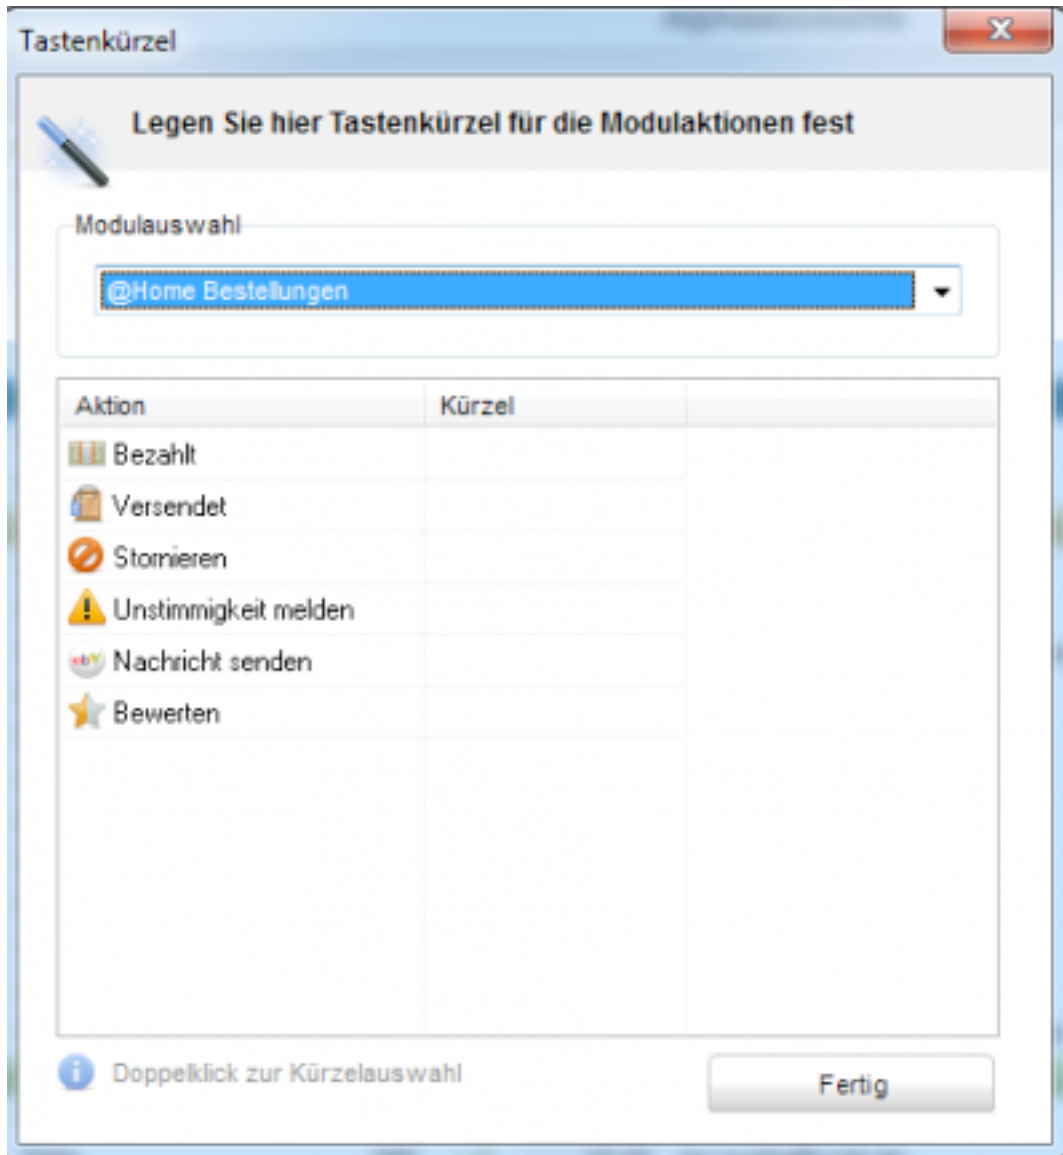 Tastenkürzel
Legen Sie hier Tastenkürzel für die Modulaktionen fest
Modulauswahl
@Home Bestellungen
Aktion Kürzel
Bezahlt
Versendet
Stornieren
Unstimmigkeit melden
Nachricht senden
Bewerten
Doppelklick zur Kürzelauswahl
Fertig